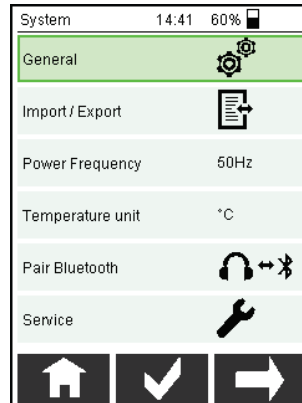 System 14:41 60%
General
Import / Export
Power Frequency 50Hz
Temperature unit °C
Pair Bluetooth
Service